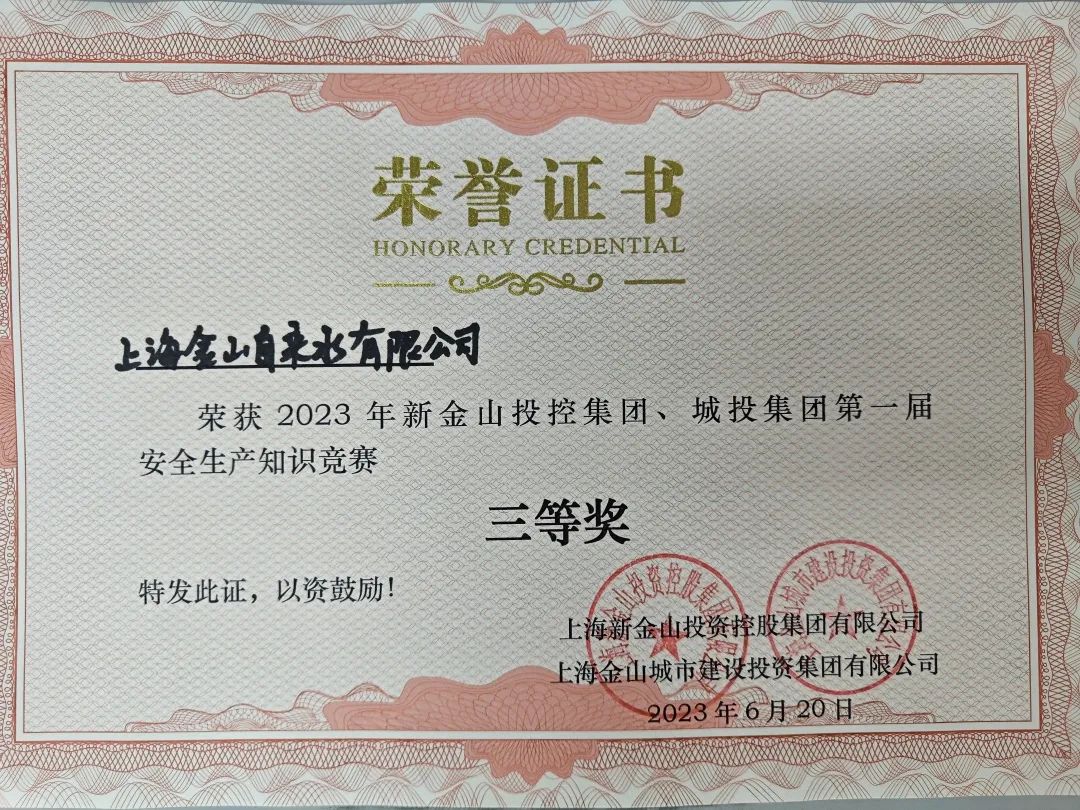 荣誉证书
HONORARY CREDENTIAL
上海金山自来水有限公司
荣获 2023 年新金山投控集团、城投集团第一届
安全生产知识竞赛
三等奖
特发此证，以资鼓励！
上海新金山投资控股集团有限公司
上海金山城市建设投资集团有限公司
2023 年 6 月 20 日